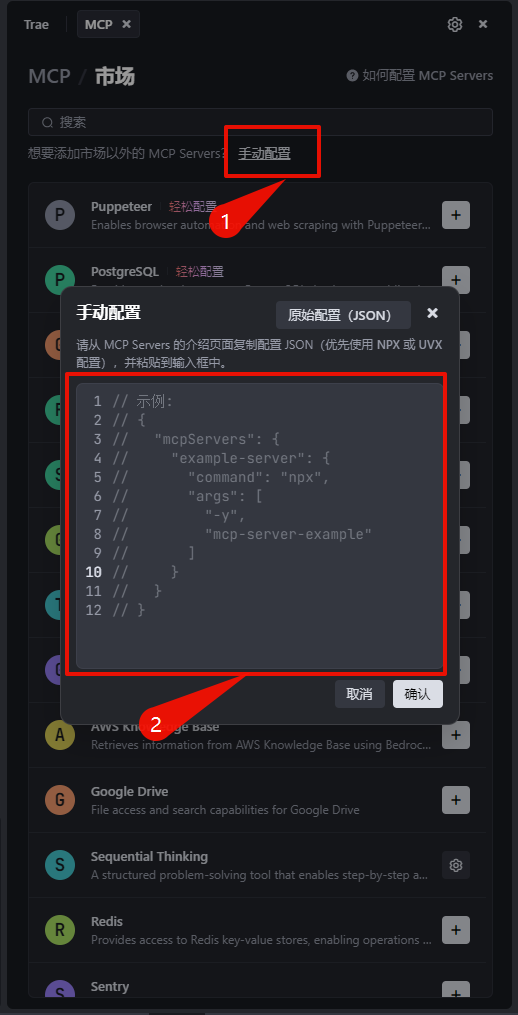 Trae
MCP
MCP / 市场
如何配置 MCP Servers
搜索
想要添加市场以外的 MCP Servers? 手动配置
1
P
Puppeteer 轻松配置
Enables browser and web scraping with Puppeteer...
P
PostgreSQL 轻松配置
手动配置
原始配置（JSON）
请从 MCP Servers 的介绍页面复制配置 JSON（优先使用 NPX 或 UVX
配置），并粘贴到输入框中。
1 // 示例:
2 // {
3 //   "mcpServers": {
4 //     "example-server": {
5 //       "command": "npx",
6 //       "args": [
7 //         "-y",
8 //         "mcp-server-example"
9 //       ]
10 //     }
11 //   }
12 // }
取消
确认
2
A
AWS Knowledge Base
Retrieves information from AWS Knowledge Base using Bedroc...
G
Google Drive
File access and search capabilities for Google Drive
S
Sequential Thinking
A structured problem-solving tool that enables step-by-step a...
R
Redis
Provides access to Redis key-value stores, enabling operations ...
S
Sentry